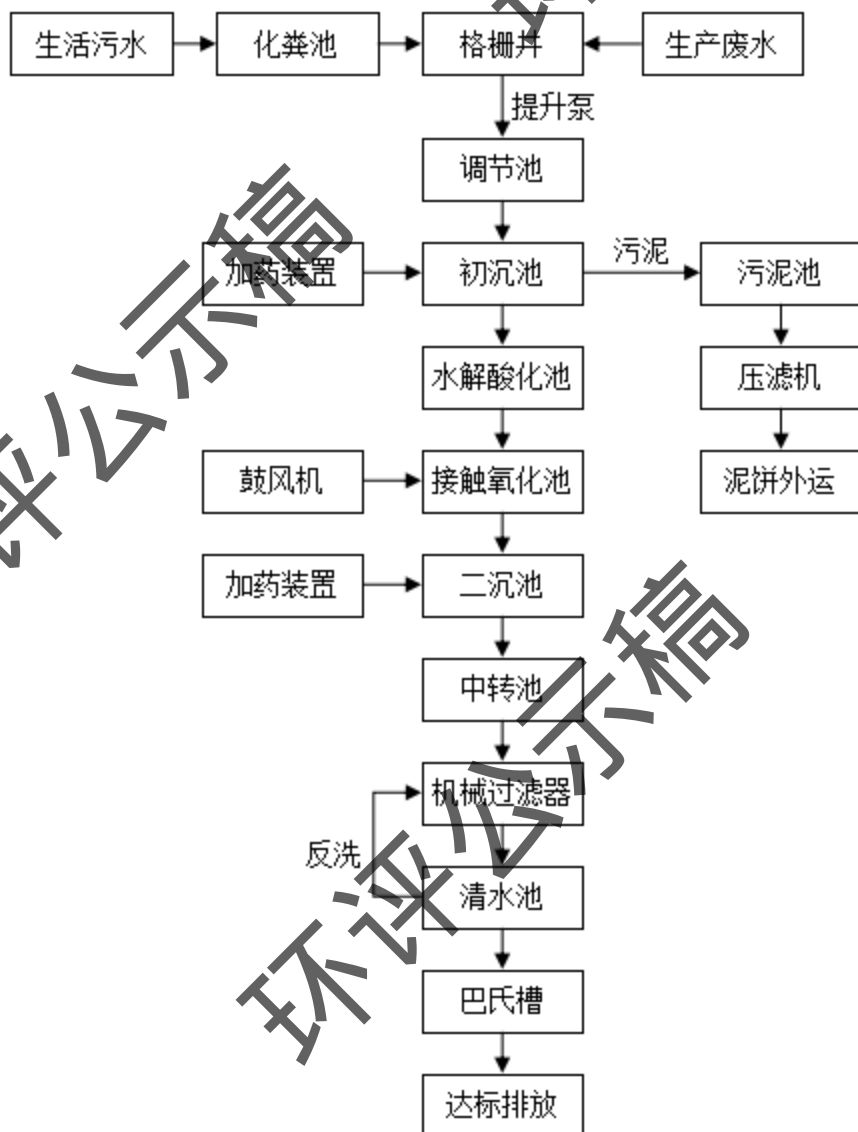 生活污水
化粪池
格栅井
生产废水
提升泵
调节池
加药装置
初沉池
污泥
污泥池
水解酸化池
压滤机
鼓风机
接触氧化池
泥饼外运
加药装置
二沉池
中转池
机械过滤器
反洗
清水池
巴氏槽
达标排放
评公示稿
环评公示稿